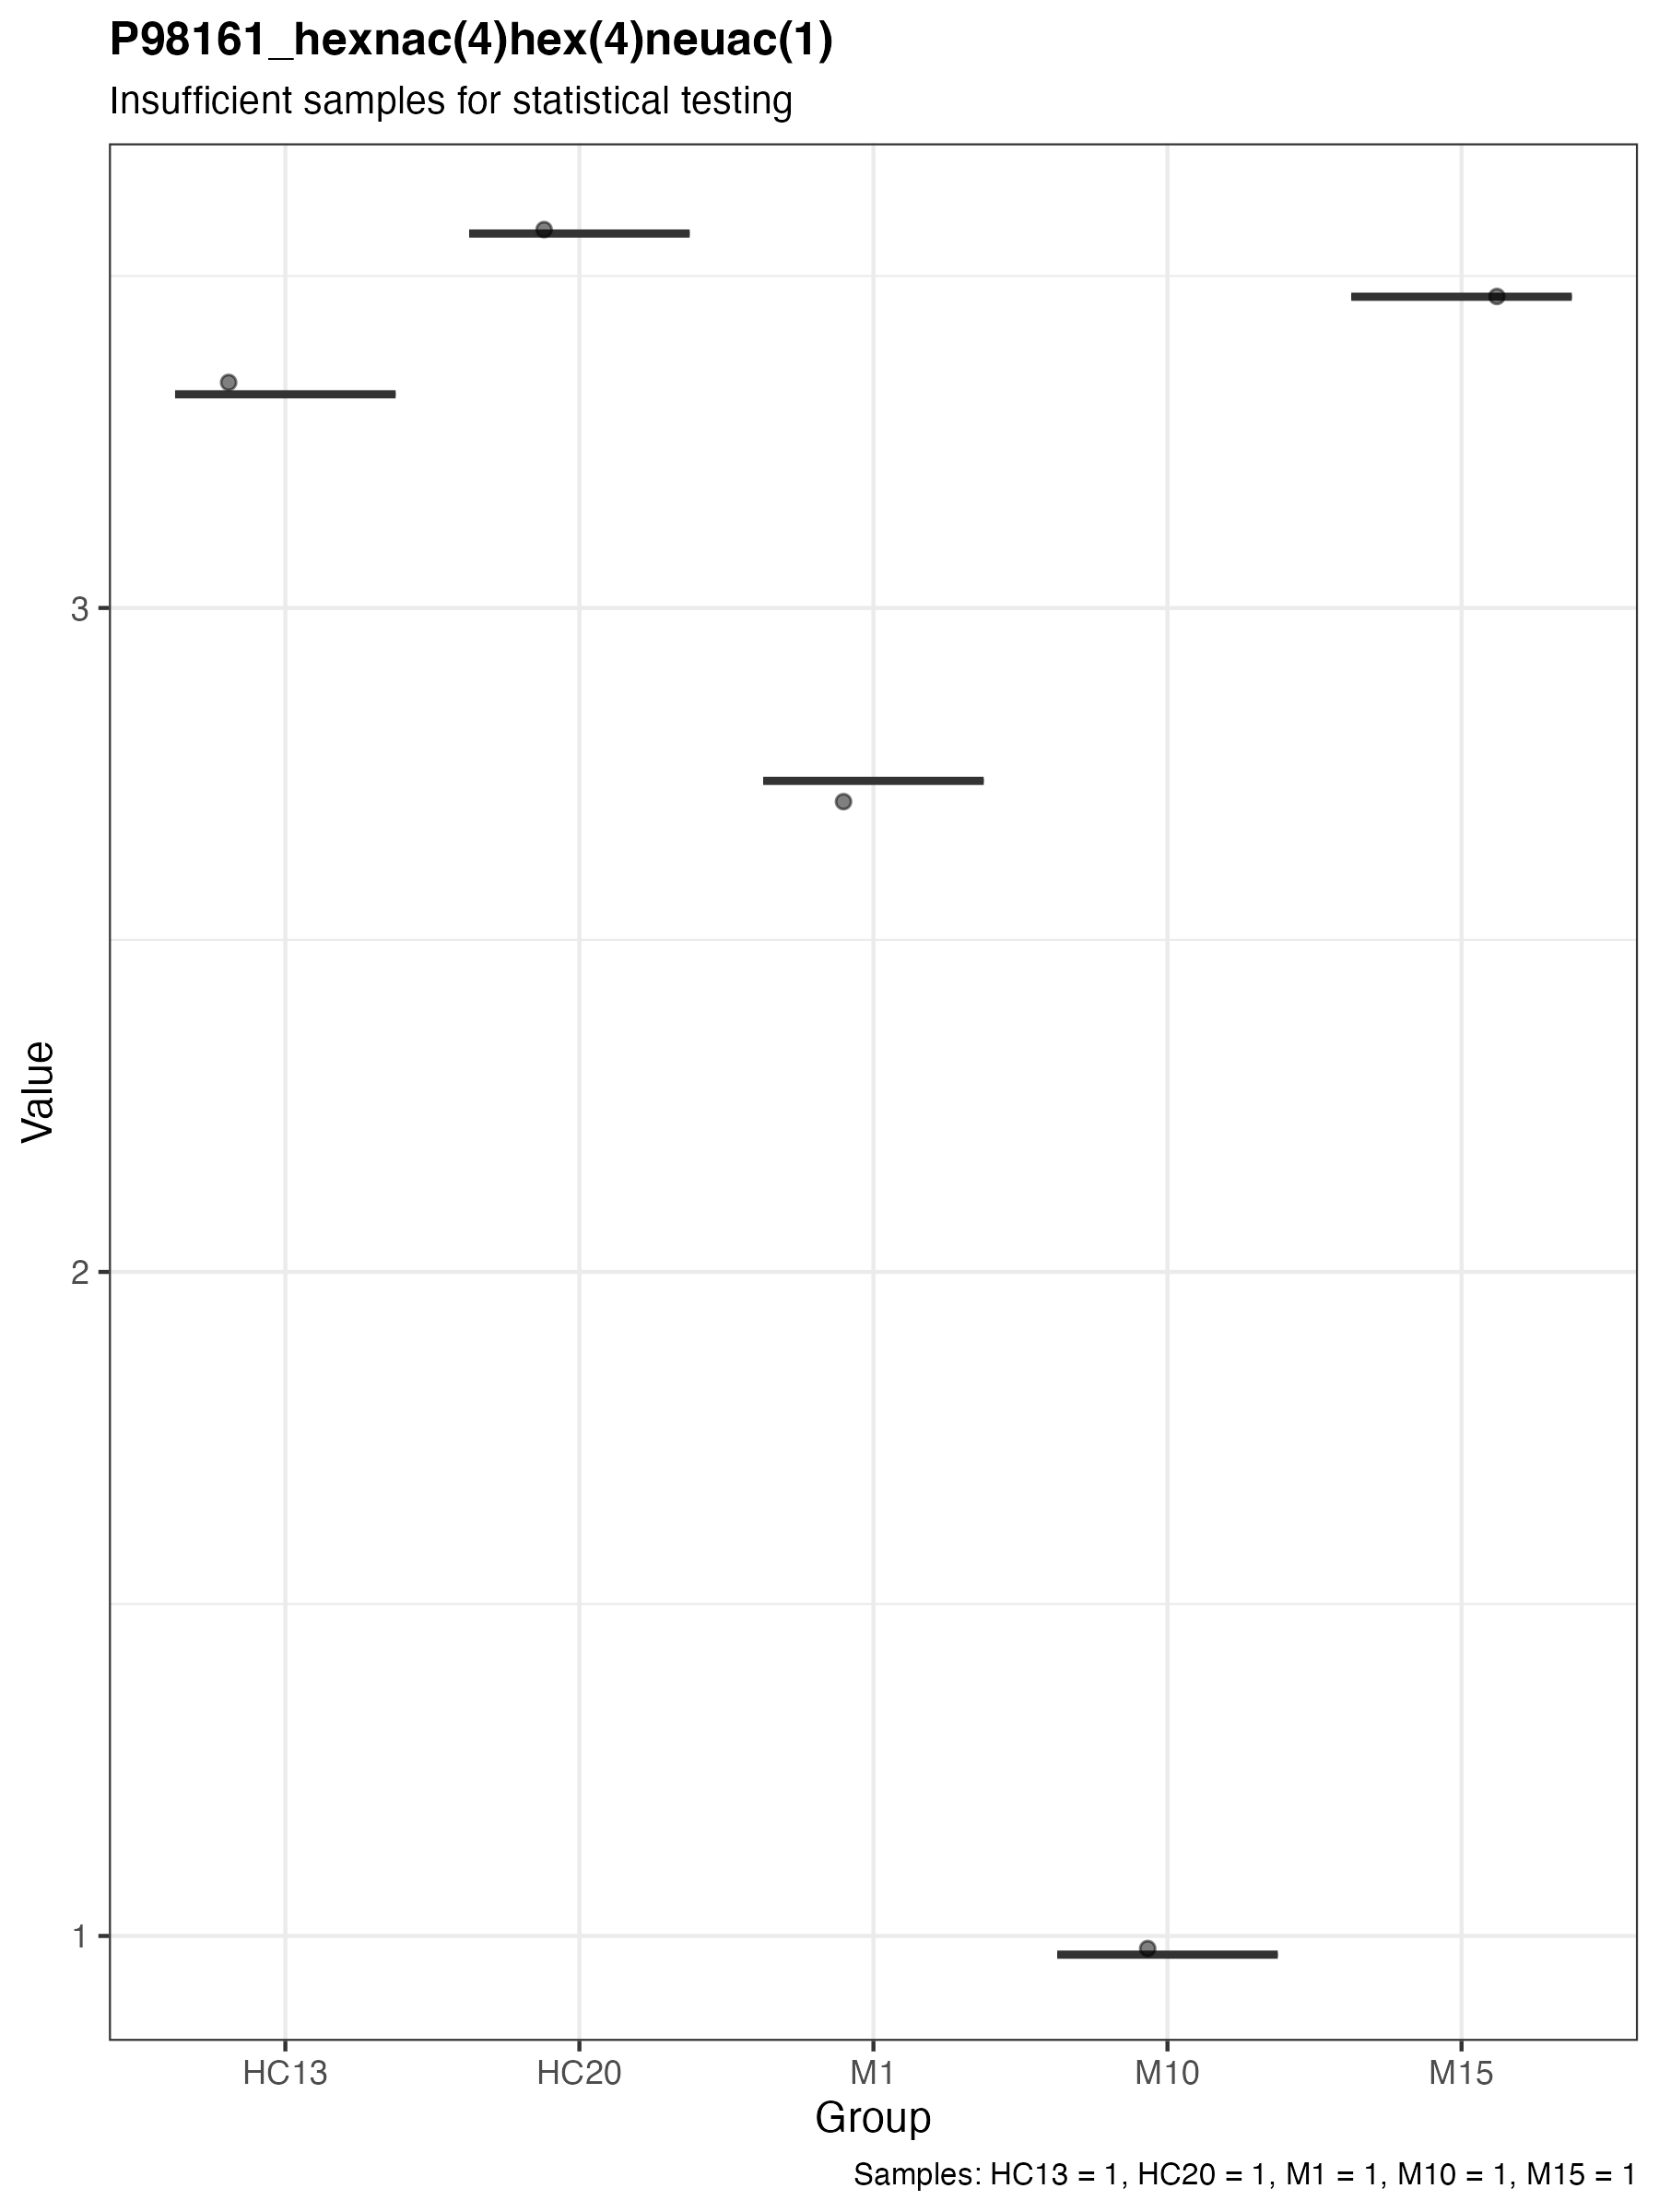 P98161_hexnac(4)hex(4)neuac(1)
Insufficient samples for statistical testing
Value
3
2
1
HC13 HC20 M1 M10 M15
Group
Samples: HC13 = 1, HC20 = 1, M1 = 1, M10 = 1, M15 = 1